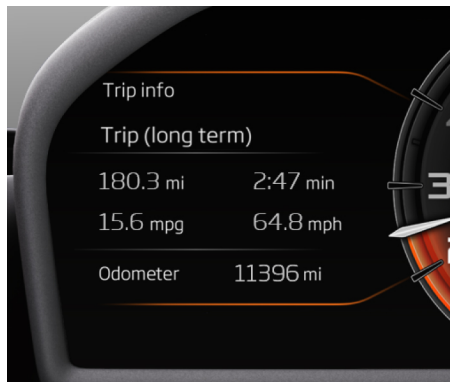 Trip info
Trip (long term)
180.3 mi 2:47 min
15.6 mpg 64.8 mph
Odometer 11396 mi
3